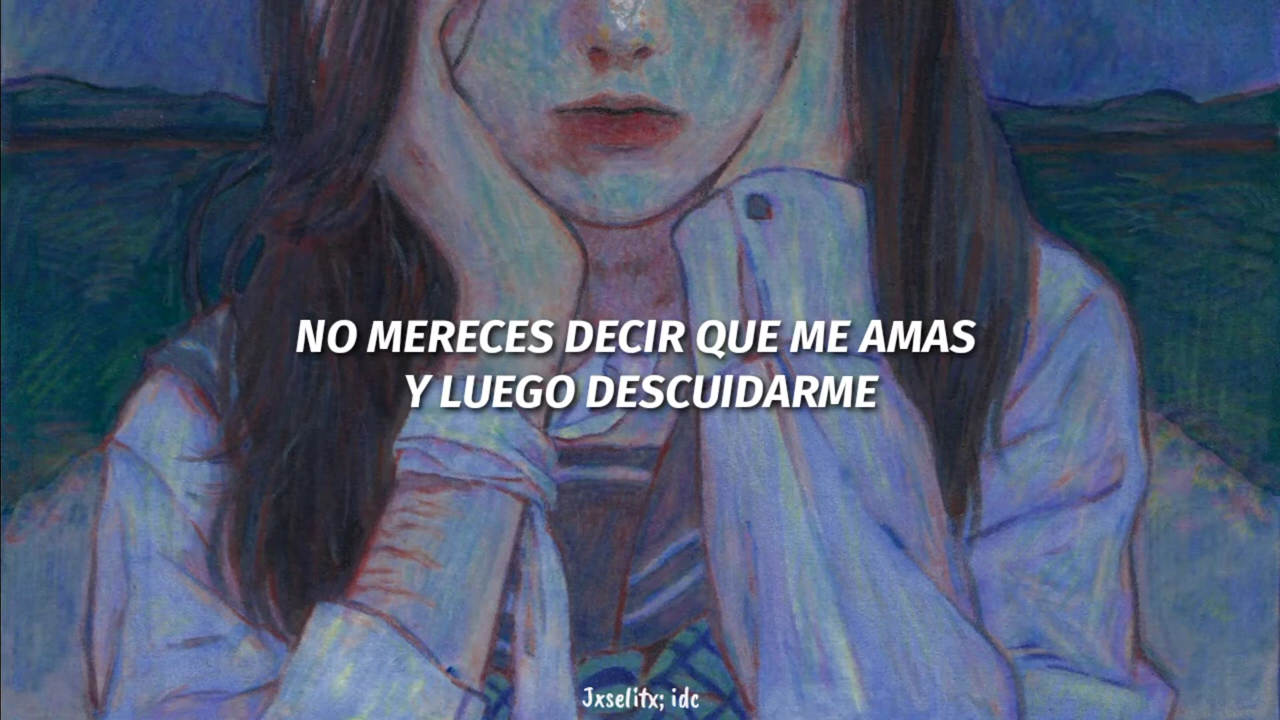 NO MERECES DECIR QUE ME AMAS
Y LUEGO DESCUIDARME
Jxselitx; idc